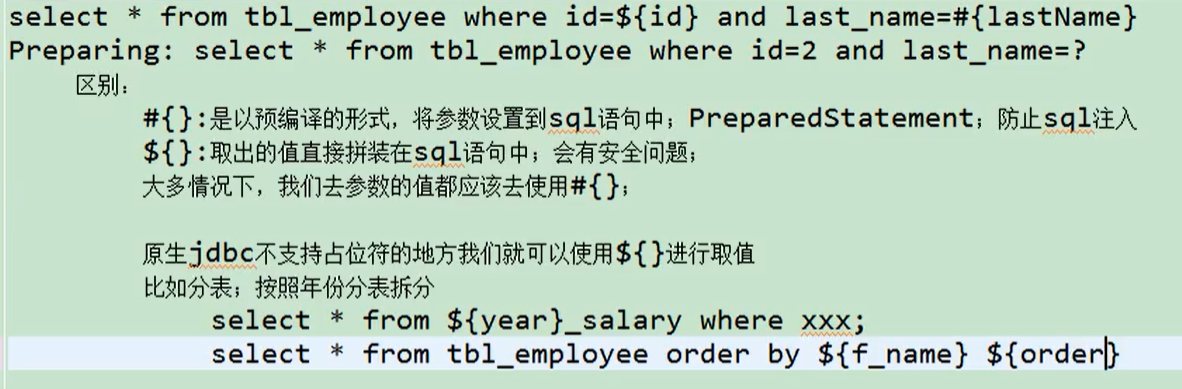 select * from tbl_employee where id=${id} and last_name=#{lastName}
Preparing: select * from tbl_employee where id=2 and last_name=?
区别：
#{}:是以预编译的形式，将参数设置到sql语句中；PreparedStatement；防止sql注入
${}:取出的值直接拼装在sql语句中；会有安全问题；
大多情况下，我们去参数的值都应该去使用#{}；
原生jdbc不支持占位符的地方我们就可以使用${}进行取值
比如分表；按照年份分表拆分
select * from ${year}_salary where xxx;
select * from tbl_employee order by ${f_name} ${order}